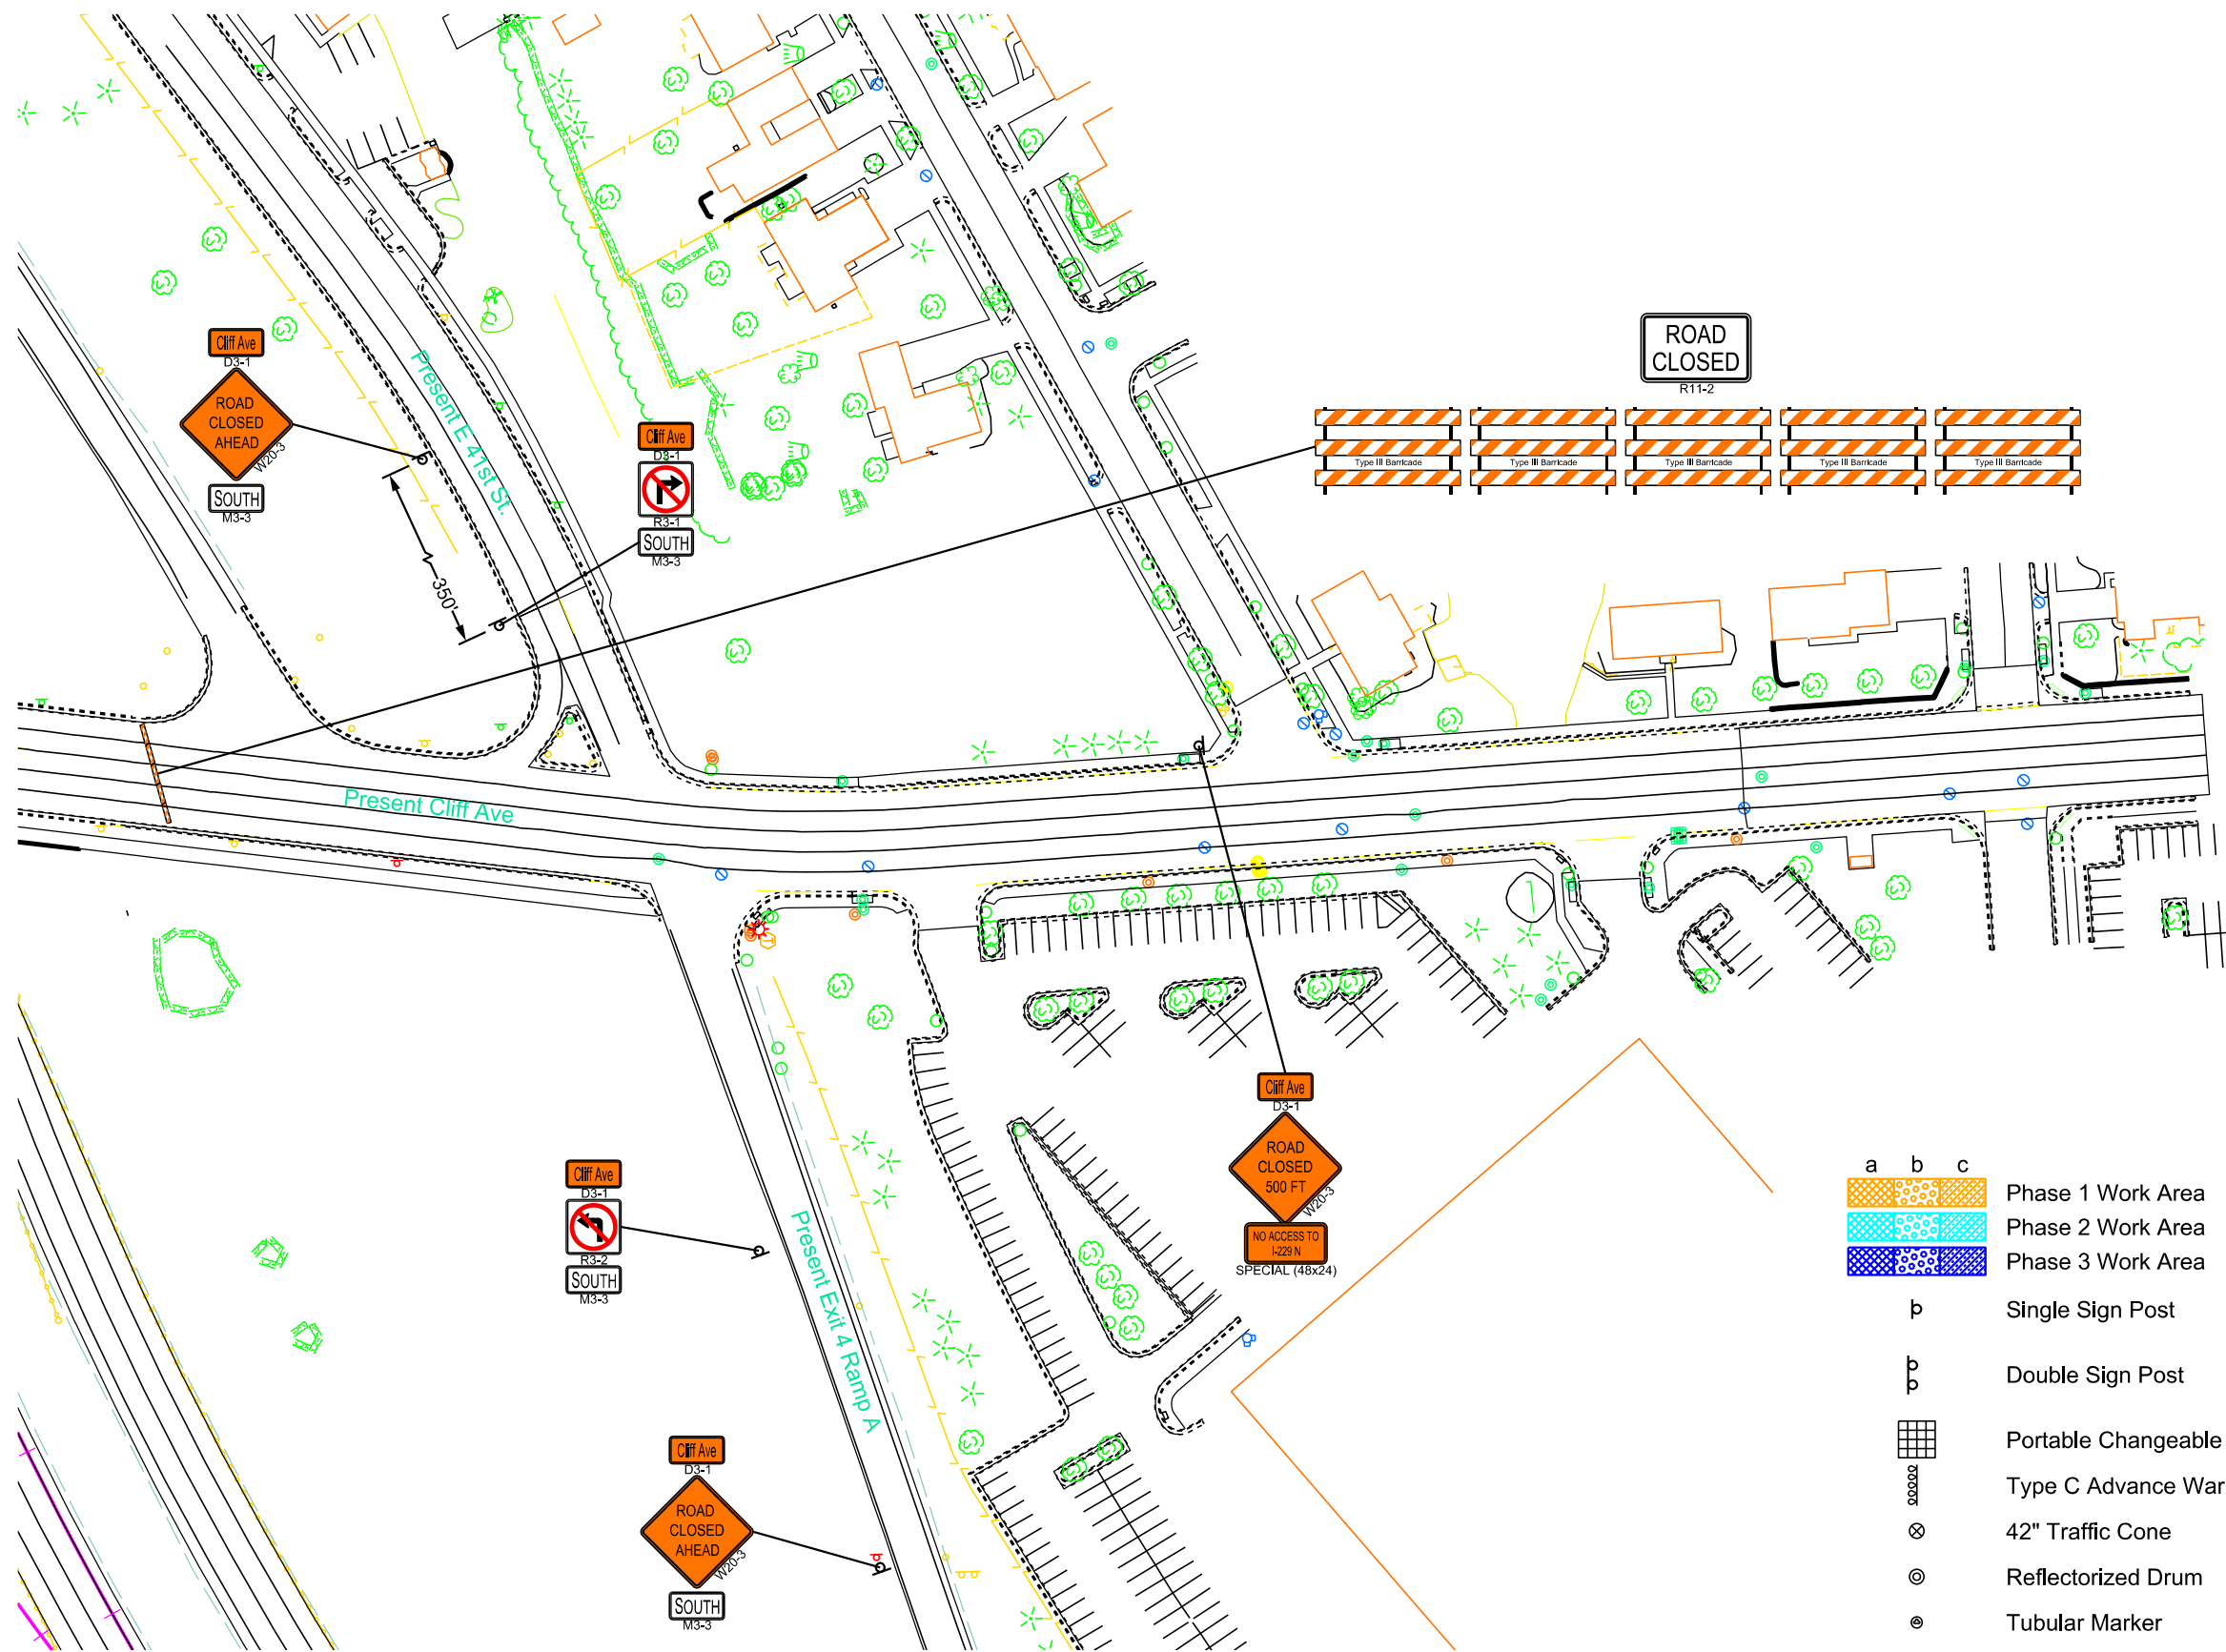 Cliff Ave
D3-1
ROAD
CLOSED
AHEAD
W20-3
SOUTH
M3-3
Present E 41st St.
350'
Cliff Ave
D3-1
R3-1
SOUTH
M3-3
ROAD
CLOSED
R11-2
Type III Barricade
Type III Barricade
Type III Barricade
Type III Barricade
Type III Barricade
Present Cliff Ave
Cliff Ave
D3-1
ROAD
CLOSED
500 FT
W20-3
NO ACCESS TO
I-229 N
SPECIAL (48x24)
Cliff Ave
D3-1
R3-2
SOUTH
M3-3
Present Exit 4 Ramp A
Cliff Ave
D3-1
ROAD
CLOSED
AHEAD
W20-3
SOUTH
M3-3
a b c
Phase 1 Work Area
Phase 2 Work Area
Phase 3 Work Area
Single Sign Post
Double Sign Post
Portable Changeable
Type C Advance War
42" Traffic Cone
Reflectorized Drum
Tubular Marker